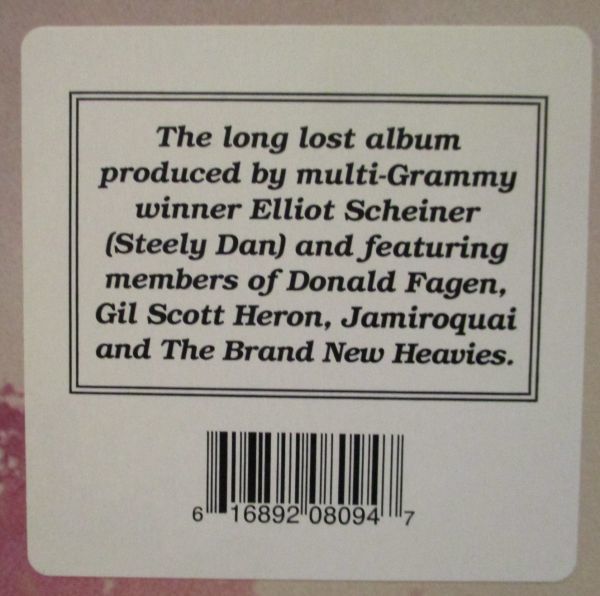 The long lost album
produced by multi-Grammy
winner Elliot Scheiner
(Steely Dan) and featuring
members of Donald Fagen,
Gil Scott Heron, Jamiroquai
and The Brand New Heavies.
6 16892 08094 7